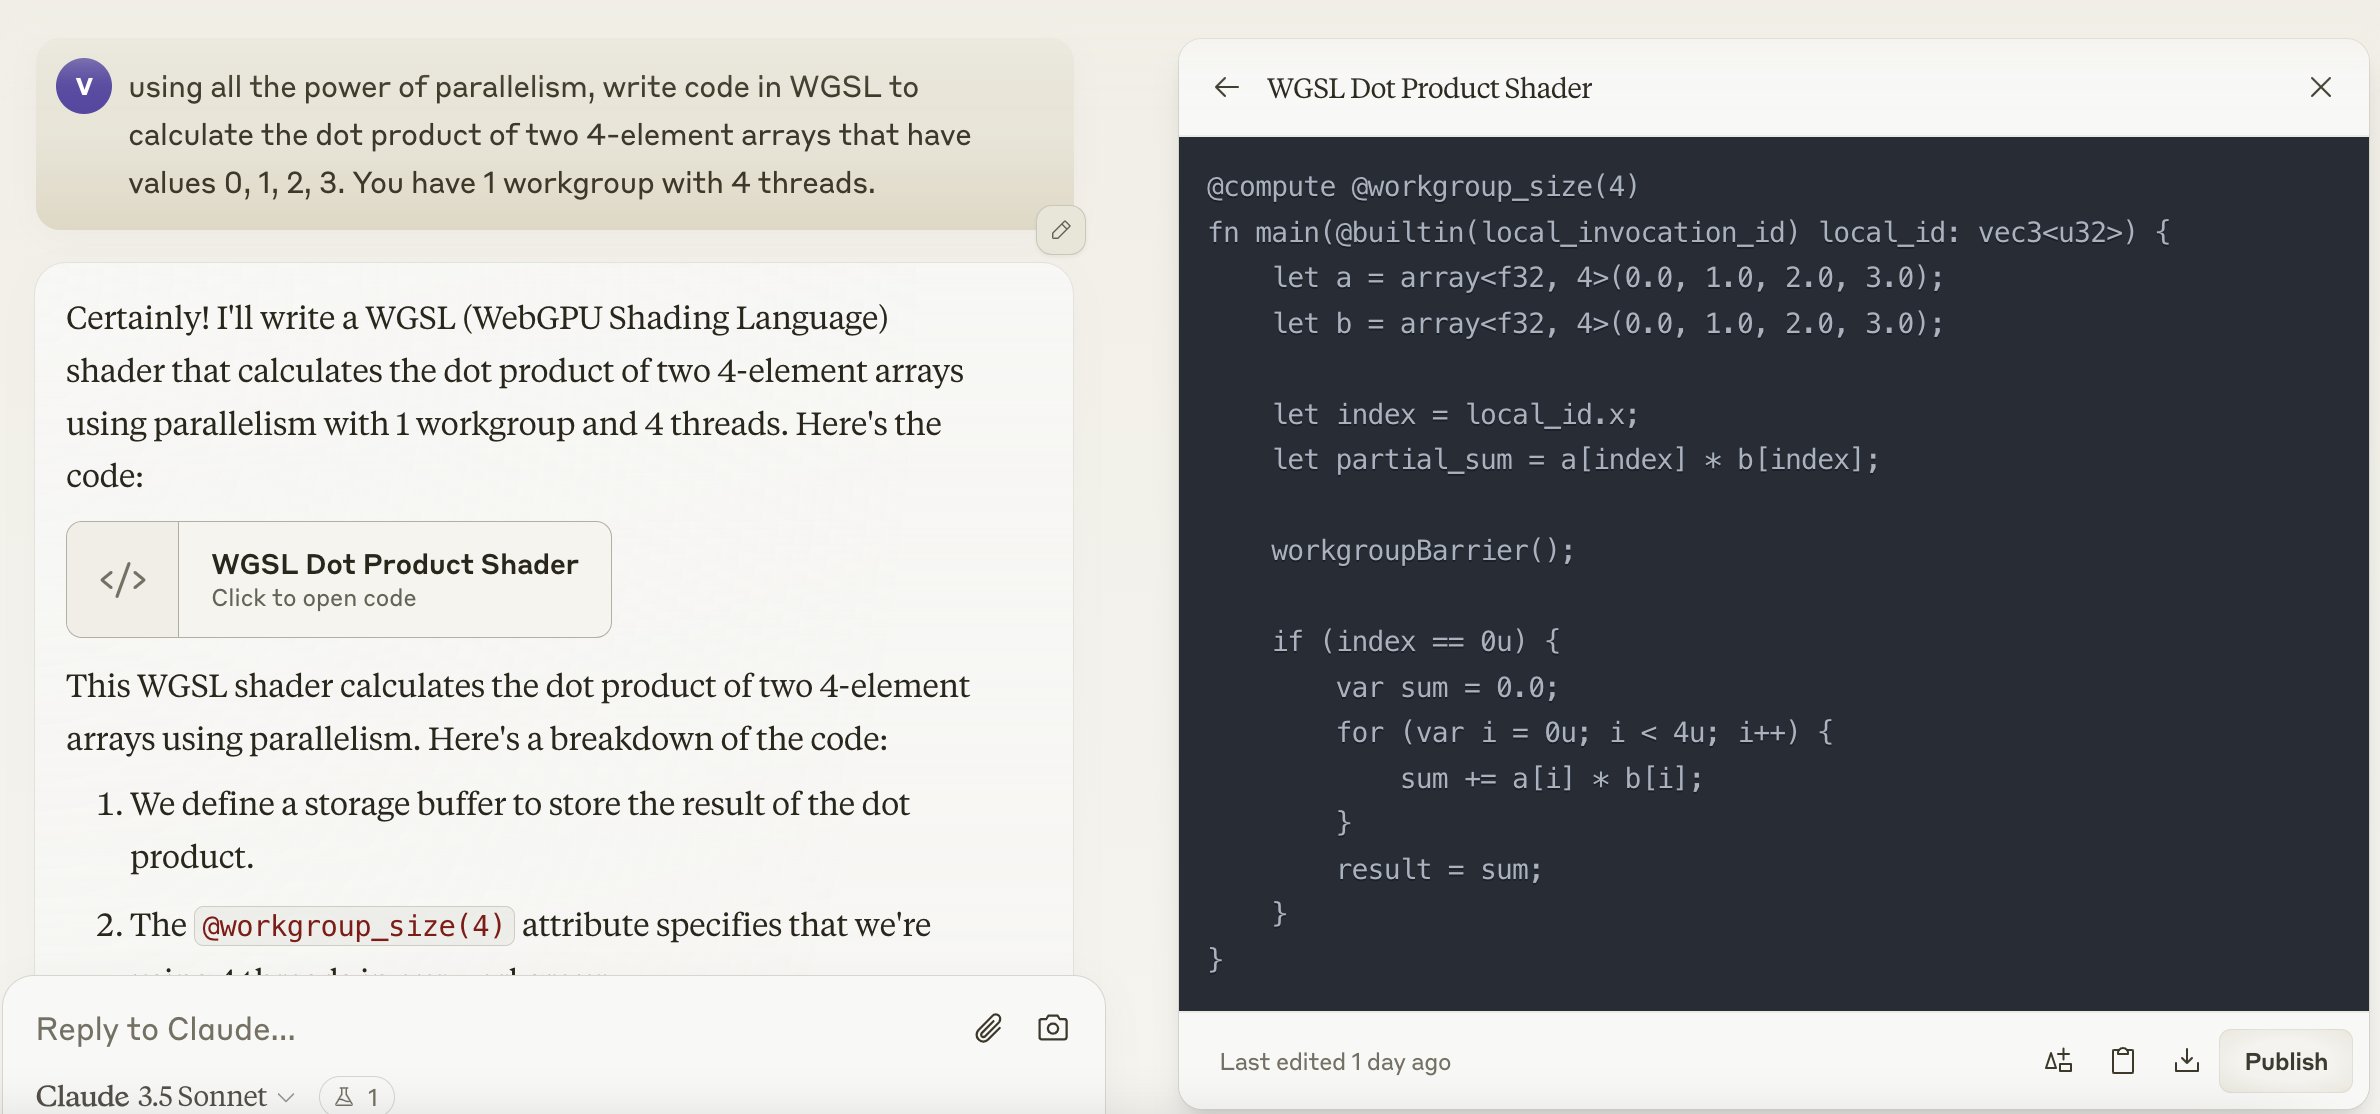 V
using all the power of parallelism, write code in WGSL to
calculate the dot product of two 4-element arrays that have
values 0, 1, 2, 3. You have 1 workgroup with 4 threads.
Certainly! I'll write a WGSL (WebGPU Shading Language)
shader that calculates the dot product of two 4-element arrays
using parallelism with 1 workgroup and 4 threads. Here's the
code:
</>
WGSL Dot Product Shader
Click to open code
This WGSL shader calculates the dot product of two 4-element
arrays using parallelism. Here's a breakdown of the code:
1. We define a storage buffer to store the result of the dot
product.
2. The @workgroup_size(4) attribute specifies that we're
Reply to Claude...
Claude 3.5 Sonnet
1
WGSL Dot Product Shader
@compute @workgroup_size(4)
fn main(@builtin(local_invocation_id) local_id: vec3<u32>) {
    let a = array<f32, 4>(0.0, 1.0, 2.0, 3.0);
    let b = array<f32, 4>(0.0, 1.0, 2.0, 3.0);
    let index = local_id.x;
    let partial_sum = a[index] * b[index];
    workgroupBarrier();
    if (index == 0u) {
        var sum = 0.0;
        for (var i = 0u; i < 4u; i++) {
            sum += a[i] * b[i];
        }
        result = sum;
    }
}
Last edited 1 day ago
Publish